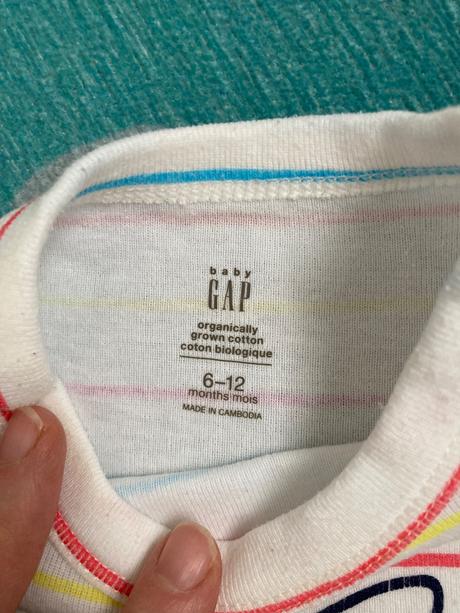 baby
GAP
organically
grown cotton
coton biologique
6–12
months mois
MADE IN CAMBODIA